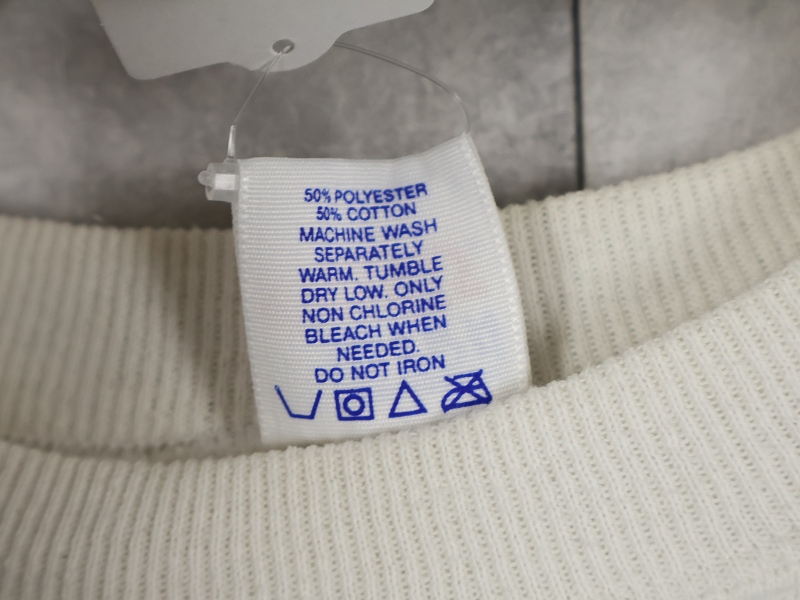 50% POLYESTER
50% COTTON
MACHINE WASH
SEPARATELY
WARM. TUMBLE
DRY LOW. ONLY
NON CHLORINE
BLEACH WHEN
NEEDED.
DO NOT IRON